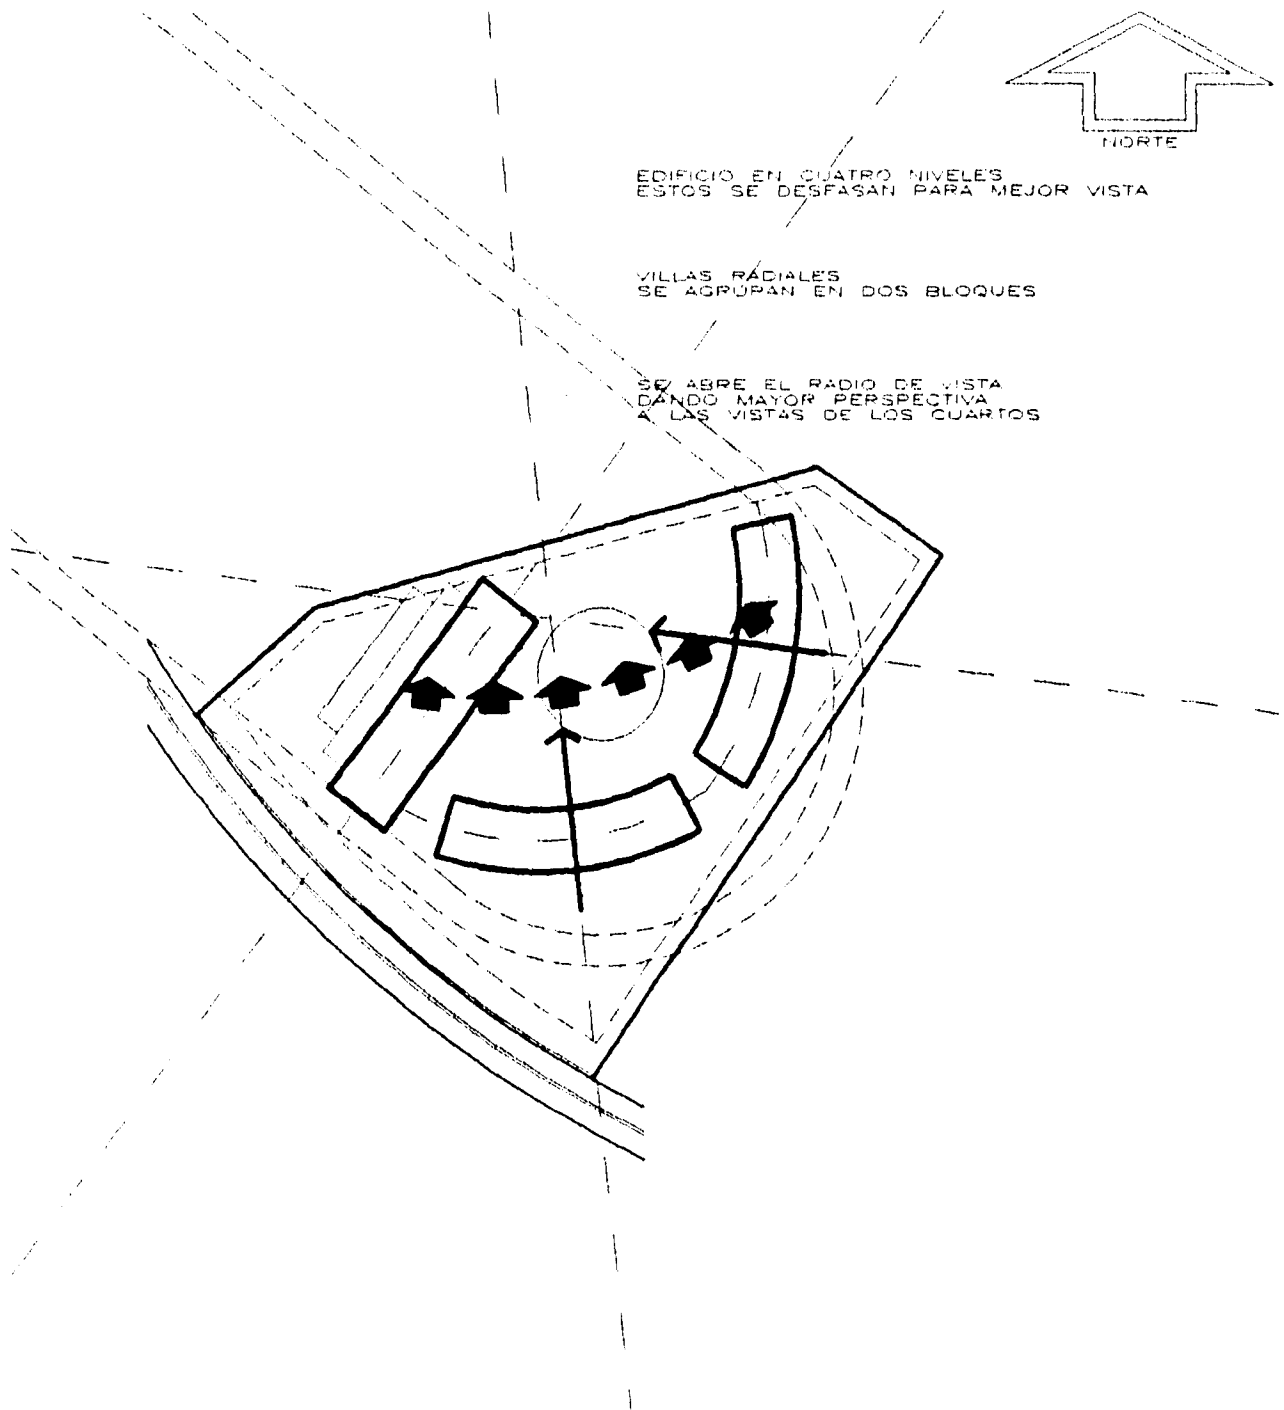 NORTE
EDIFICIO EN CUATRO NIVELES
ESTOS SE DESFASAN PARA MEJOR VISTA
VILLAS RADIALES
SE AGRUPAN EN DOS BLOQUES
SE ABRE EL RADIO DE VISTA
DANDO MAYOR PERSPECTIVA
A LAS VISTAS DE LOS CUARTOS